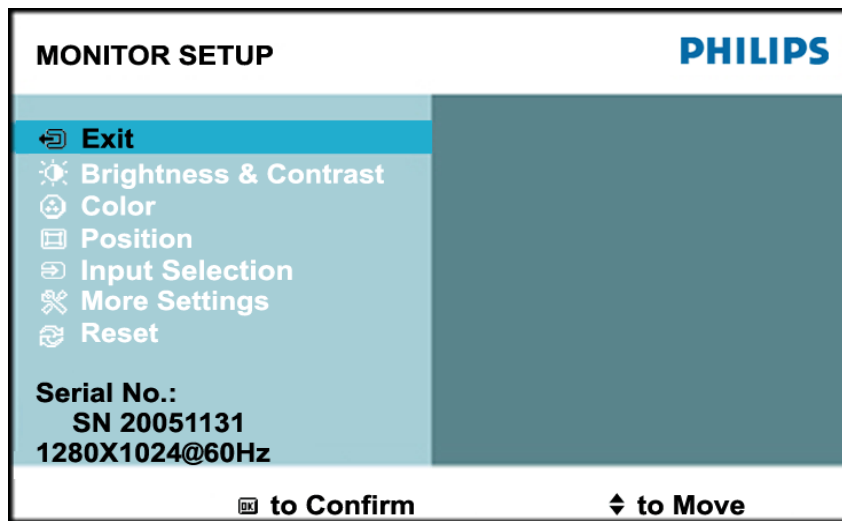 MONITOR SETUP
PHILIPS
Exit
Brightness & Contrast
Color
Position
Input Selection
More Settings
Reset
Serial No.:
SN 20051131
1280X1024@60Hz
OK to Confirm
to Move